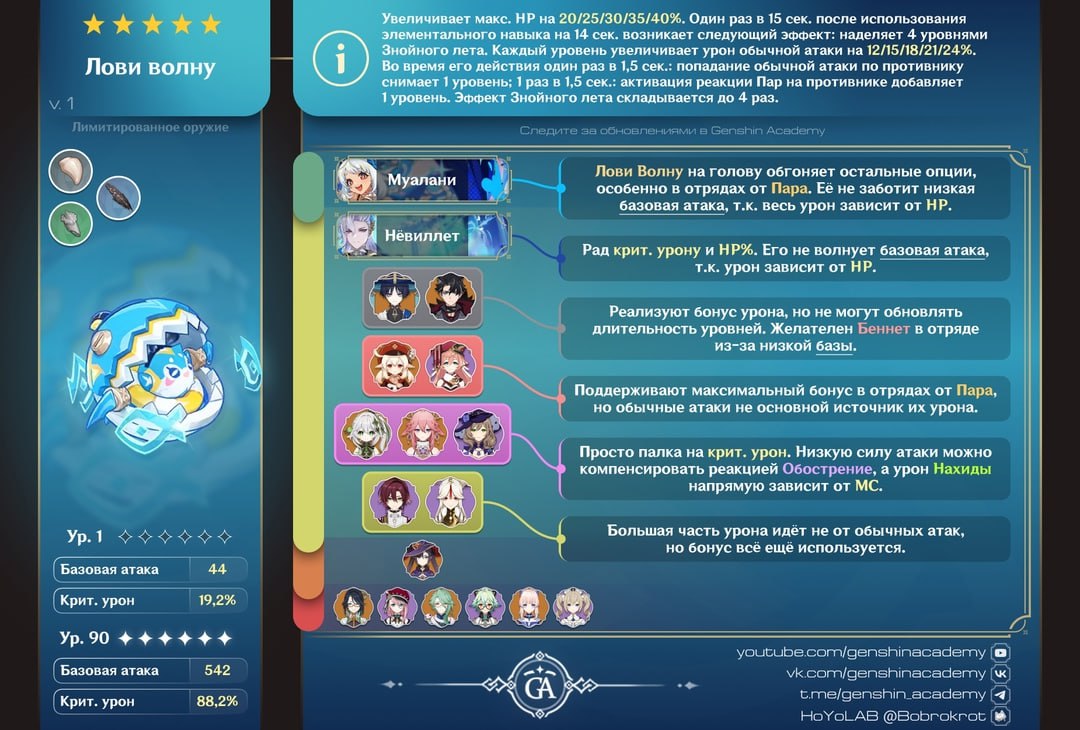 Лови волну
v. 1
Лимитированное оружие
Увеличивает макс. HP на 20/25/30/35/40%. Один раз в 15 сек. после использования
элементального навыка на 14 сек. возникает следующий эффект: наделяет 4 уровнями
Знойного лета. Каждый уровень увеличивает урон обычной атаки на 12/15/18/21/24%.
Во время его действия один раз в 1,5 сек.: попадание обычной атаки по противнику
снимает 1 уровень; 1 раз в 1,5 сек.: активация реакции Пар на противнике добавляет
1 уровень. Эффект Знойного лета складывается до 4 раз.
Следите за обновлениями в Genshin Academy
Муалани
Лови Волну на голову обгоняет остальные опции,
особенно в отрядах от Пара. Её не заботит низкая
базовая атака, т.к. весь урон зависит от HP.
Нёвиллет
Рад крит. урону и HP%. Его не волнует базовая атака,
т.к. урон зависит от HP.
Реализуют бонус урона, но не могут обновлять
длительность уровней. Желателен Беннет в отряде
из-за низкой базы.
Поддерживают максимальный бонус в отрядах от Пара,
но обычные атаки не основной источник их урона.
Просто палка на крит. урон. Низкую силу атаки можно
компенсировать реакцией Обострение, а урон Нахиды
напрямую зависит от МС.
Большая часть урона идёт не от обычных атак,
но бонус всё ещё используется.
Ур. 1
Базовая атака 44
Крит. урон 19,2%
Ур. 90
Базовая атака 542
Крит. урон 88,2%
GA
youtube.com/genshinacademy
vk.com/genshinacademy
t.me/genshin_academy
HoYoLAB @Bobrokrot